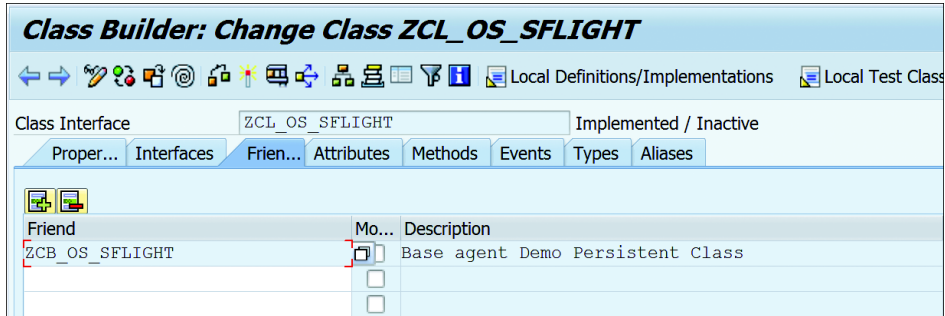 Class Builder: Change Class ZCL_OS_SFLIGHT
Local Definitions/Implementations Local Test Class
Class Interface ZCL_OS_SFLIGHT Implemented / Inactive
Proper... Interfaces Frien... Attributes Methods Events Types Aliases
Friend Mo... Description
ZCB_OS_SFLIGHT Base agent Demo Persistent Class